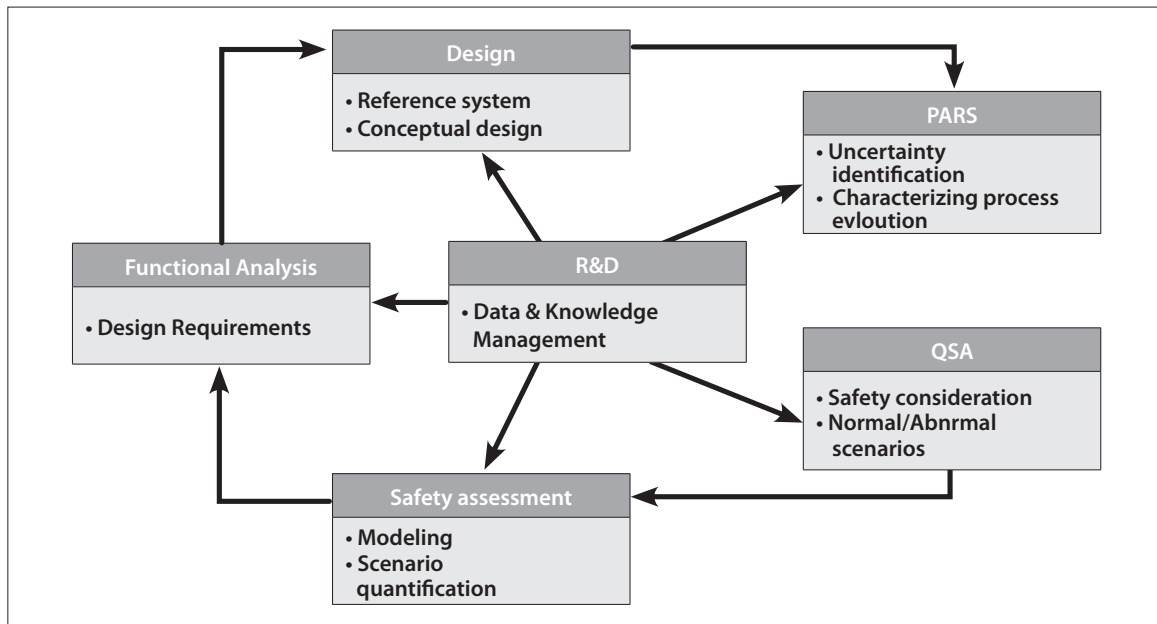 Design
• Reference system
• Conceptual design
PARS
• Uncertainty
identification
• Characterizing process
evloution
Functional Analysis
• Design Requirements
R&D
• Data & Knowledge
Management
QSA
• Safety consideration
• Normal/Abnrmal
scenarios
Safety assessment
• Modeling
• Scenario
quantification